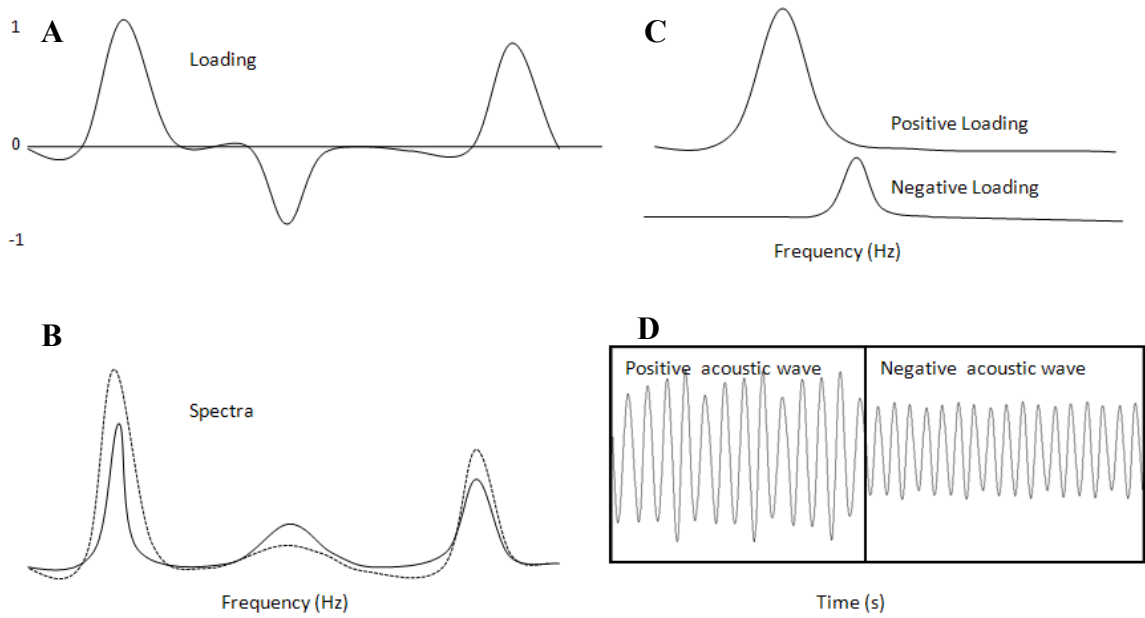 1
A
Loading
0
-1
B
Spectra
Frequency (Hz)
C
Positive Loading
Negative Loading
Frequency (Hz)
D
Positive acoustic wave
Negative acoustic wave
Time (s)